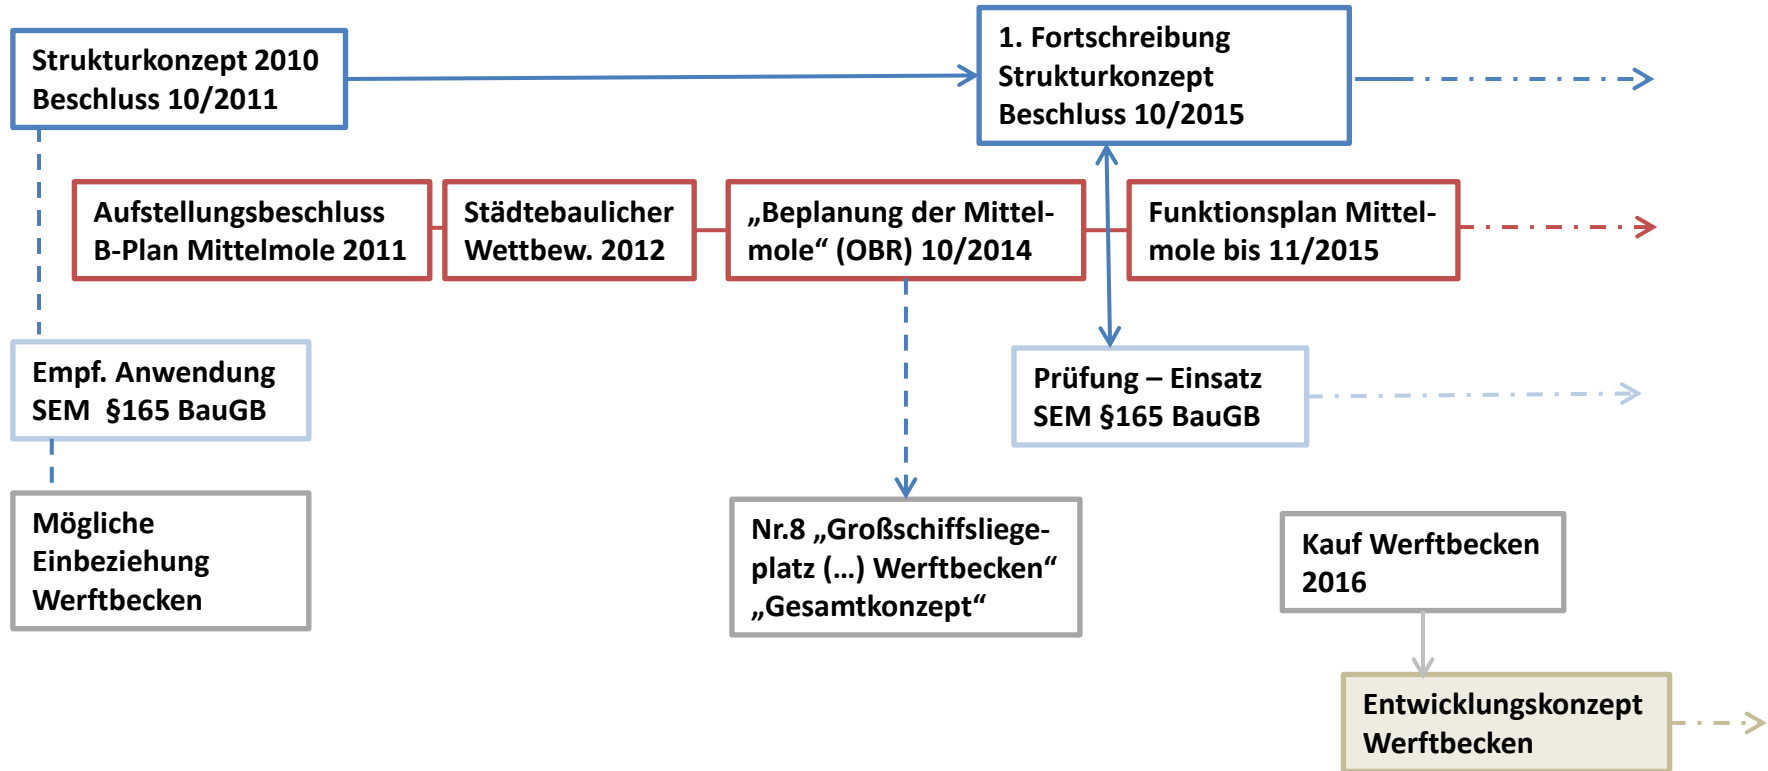 Strukturkonzept 2010
Beschluss 10/2011
1. Fortschreibung
Strukturkonzept
Beschluss 10/2015
Aufstellungsbeschluss
B-Plan Mittelmole 2011
Städtebaulicher
Wettbew. 2012
„Beplanung der Mittel-
mole“ (OBR) 10/2014
Funktionsplan Mittel-
mole bis 11/2015
Empf. Anwendung
SEM §165 BauGB
Prüfung – Einsatz
SEM §165 BauGB
Mögliche
Einbeziehung
Werftbecken
Nr.8 „Großschiffsliege-
platz (...) Werftbecken“
„Gesamtkonzept“
Kauf Werftbecken
2016
Entwicklungskonzept
Werftbecken